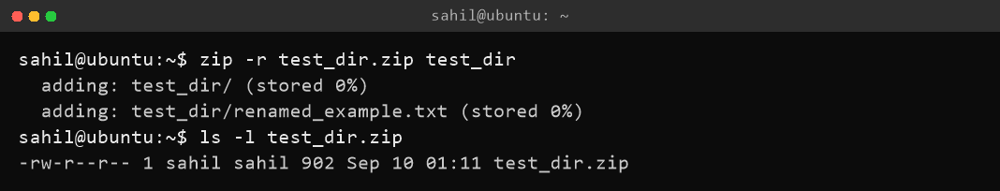 sahil@ubuntu: ~
sahil@ubuntu:~$ zip -r test_dir.zip test_dir
  adding: test_dir/ (stored 0%)
  adding: test_dir/renamed_example.txt (stored 0%)
sahil@ubuntu:~$ ls -l test_dir.zip
-rw-r--r-- 1 sahil sahil 902 Sep 10 01:11 test_dir.zip